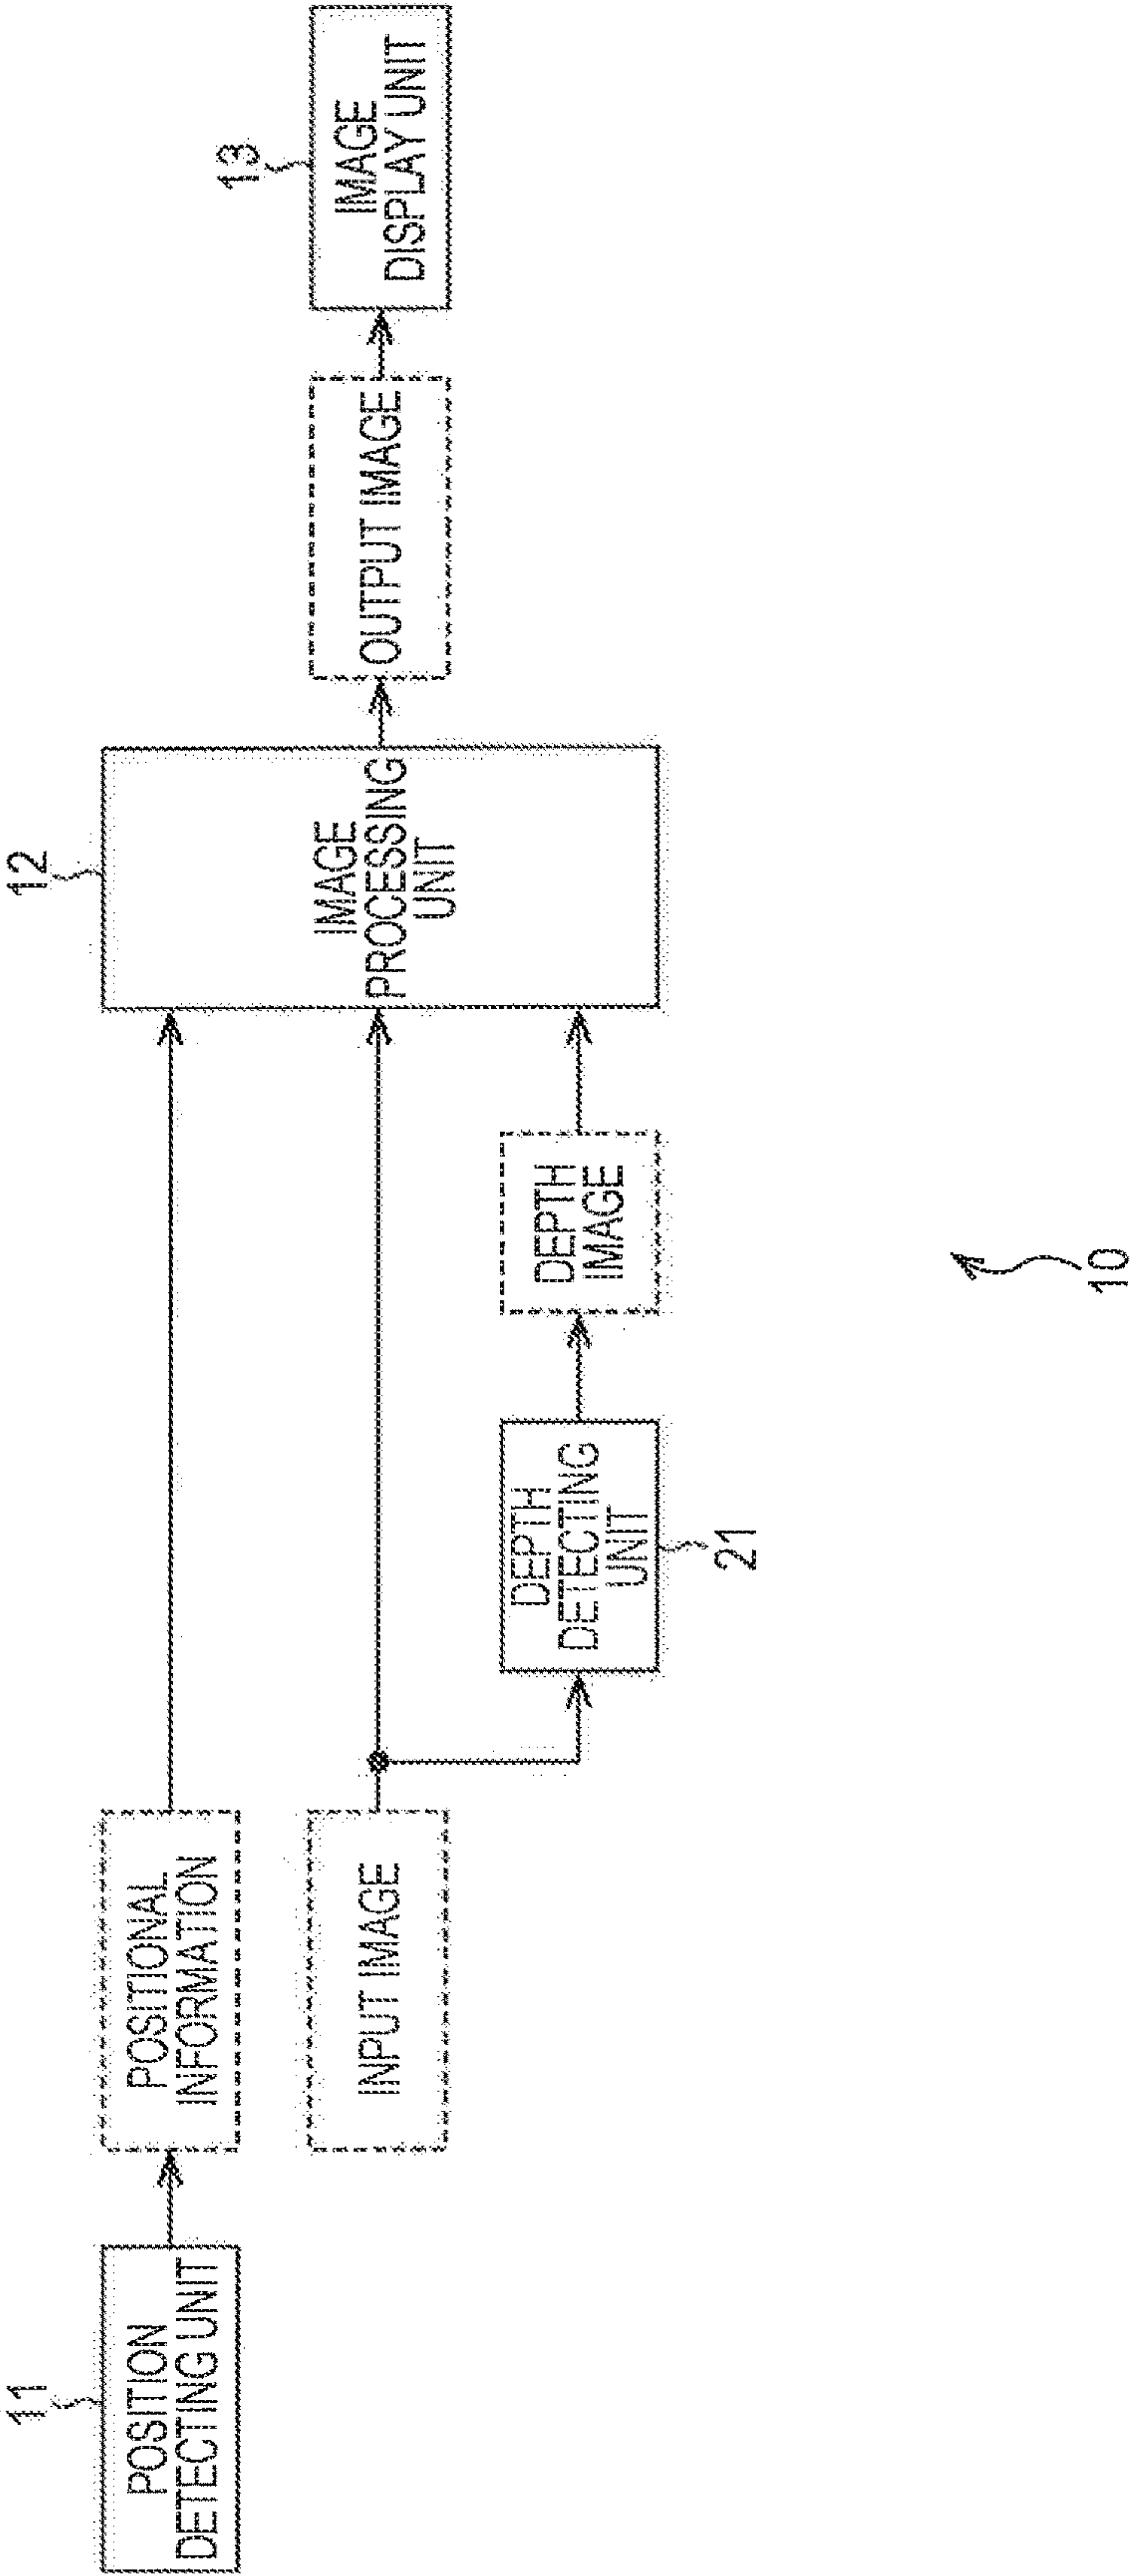 11
POSITION
DETECTING UNIT
POSITIONAL
INFORMATION
INPUT IMAGE
DEPTH
DETECTING
UNIT
21
DEPTH
IMAGE
12
IMAGE
PROCESSING
UNIT
OUTPUT IMAGE
13
IMAGE
DISPLAY UNIT
10